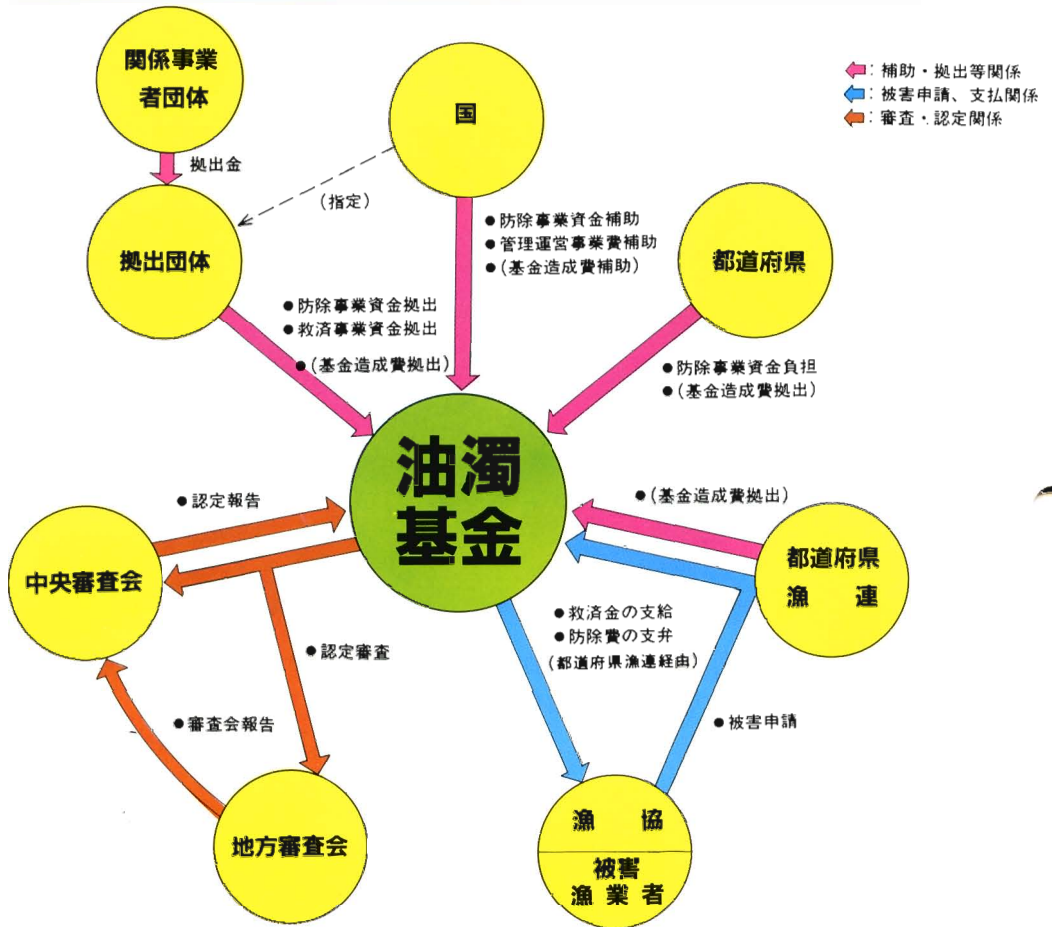 関係事業
者団体
国
⇦：補助・拠出等関係
⇦：被害申請、支払関係
⇦：審査・認定関係
拠出金
(指定)
拠出団体
●防除事業資金補助
●管理運営事業費補助
●(基金造成費補助)
都道府県
●防除事業資金拠出
●救済事業資金拠出
●(基金造成費拠出)
●防除事業資金負担
●(基金造成費拠出)
油濁
基金
●認定報告
●(基金造成費拠出)
中央審査会
都道府県
漁　連
●救済金の支給
●防除費の支弁
(都道府県漁連経由)
●認定審査
●審査会報告
●被害申請
地方審査会
漁　協
被害
漁業者